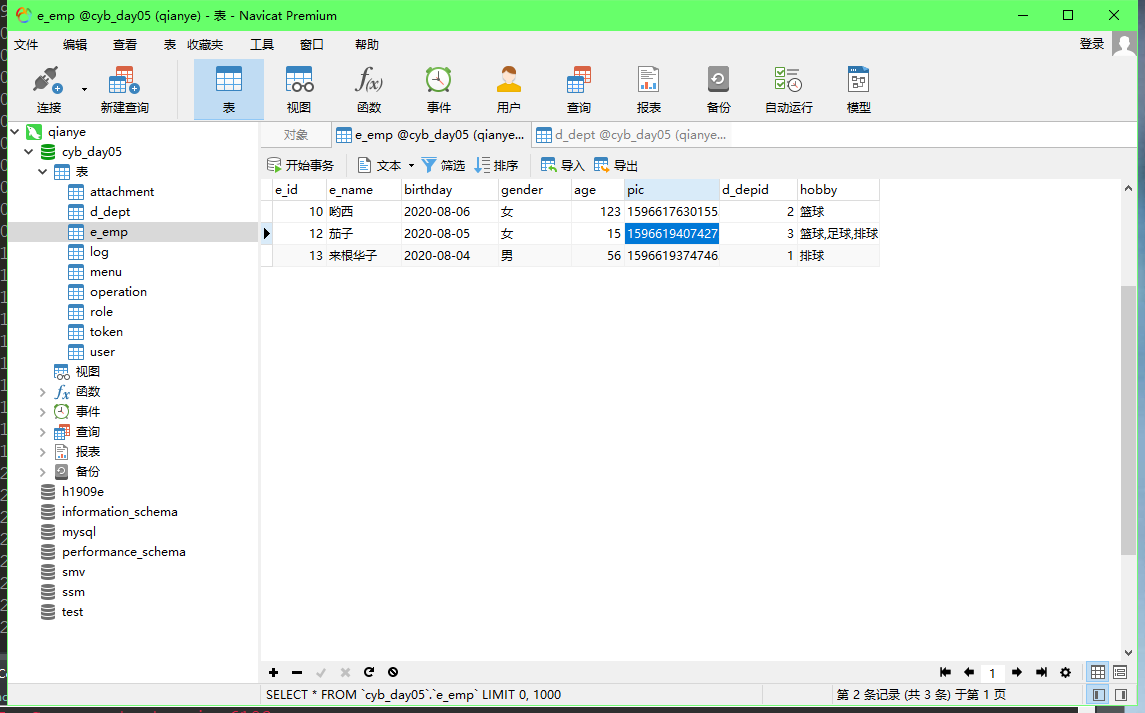 e_emp @cyb_day05 (qianye) - 表 - Navicat Premium
文件 编辑 查看 表 收藏夹 工具 窗口 帮助 登录
连接 新建查询 表 视图 函数 事件 用户 查询 报表 备份 自动运行 模型
qianye
cyb_day05
表
attachment
d_dept
e_emp
log
menu
operation
role
token
user
视图
函数
事件
查询
报表
备份
h1909e
information_schema
mysql
performance_schema
smv
ssm
test
对象 e_emp @cyb_day05 (qianye... d_dept @cyb_day05 (qianye...
开始事务 文本 筛选 排序 导入 导出
e_id e_name birthday gender age pic d_depid hobby
10 哟西 2020-08-06 女 123 1596617630155 2 篮球
12 茄子 2020-08-05 女 15 1596619407427 3 篮球,足球,排球
13 来根华子 2020-08-04 男 56 1596619374746 1 排球
1
SELECT * FROM `cyb_day05`.`e_emp` LIMIT 0, 1000 第 2 条记录 (共 3 条) 于第 1 页